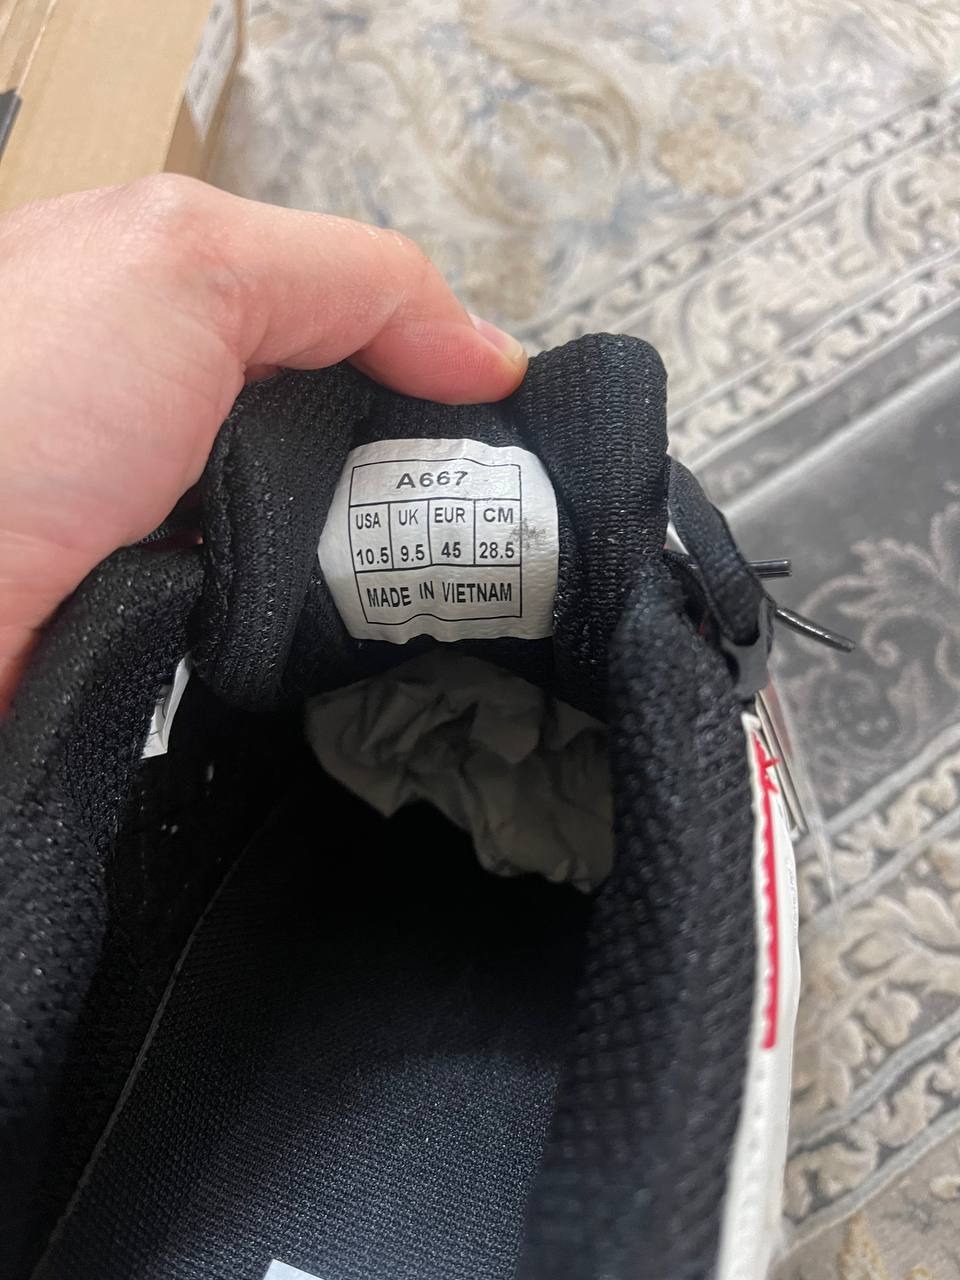 A667
USA UK EUR CM
10.5 9.5 45 28.5
MADE IN VIETNAM